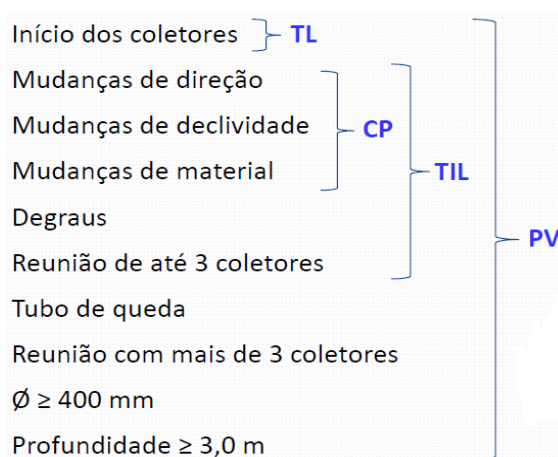 Início dos coletores TL
Mudanças de direção
Mudanças de declividade CP
Mudanças de material TIL
Degraus PV
Reunião de até 3 coletores
Tubo de queda
Reunião com mais de 3 coletores
Ø ≥ 400 mm
Profundidade ≥ 3,0 m